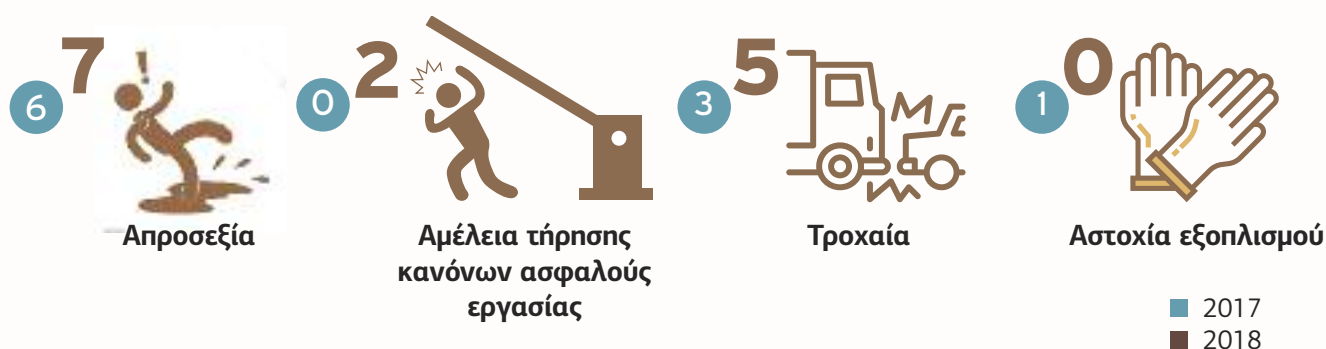 7
6
!
Απροσεξία
2
0
Αμέλεια τήρησης
κανόνων ασφαλούς
εργασίας
5
3
Τροχαία
0
1
Αστοχία εξοπλισμού
2017
2018